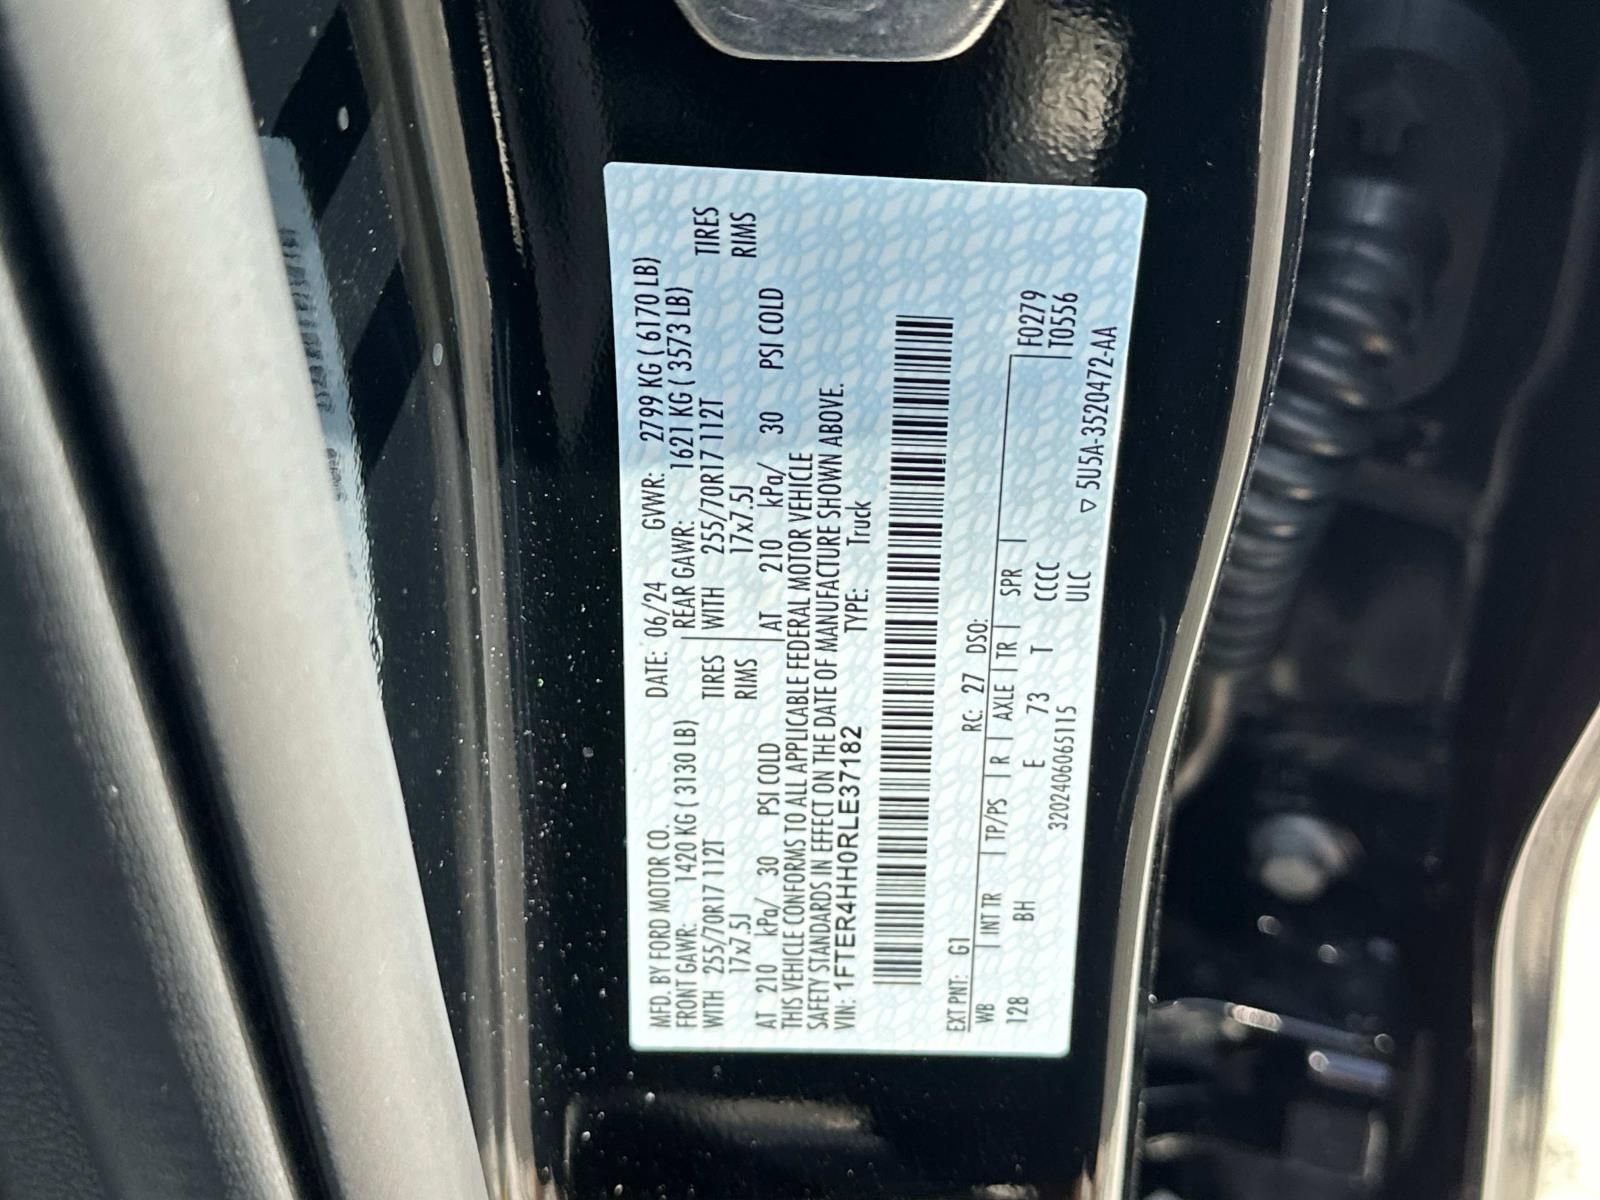 MFD. BY FORD MOTOR CO. DATE: 06/24 GVWR: 2799 KG ( 6170 LB)
FRONT GAWR: 1420 KG ( 3130 LB) REAR GAWR: 1621 KG ( 3573 LB)
WITH 255/70R17 112T TIRES WITH 255/70R17 112T TIRES
17x7.5J RIMS 17x7.5J RIMS
AT 210 kPa/ 30 PSI COLD AT 210 kPa/ 30 PSI COLD
THIS VEHICLE CONFORMS TO ALL APPLICABLE FEDERAL MOTOR VEHICLE
SAFETY STANDARDS IN EFFECT ON THE DATE OF MANUFACTURE SHOWN ABOVE.
VIN: 1FTER4HH0RLE37182 TYPE: Truck
EXT PNT: G1 RC: 27 DSO:
WB | INT TR | TP/PS | R | AXLE | TR | SPR | F0279
128 BH E 73 T CCCC T0556
3202406065115 ULC
▽ 5U5A-3520472-AA